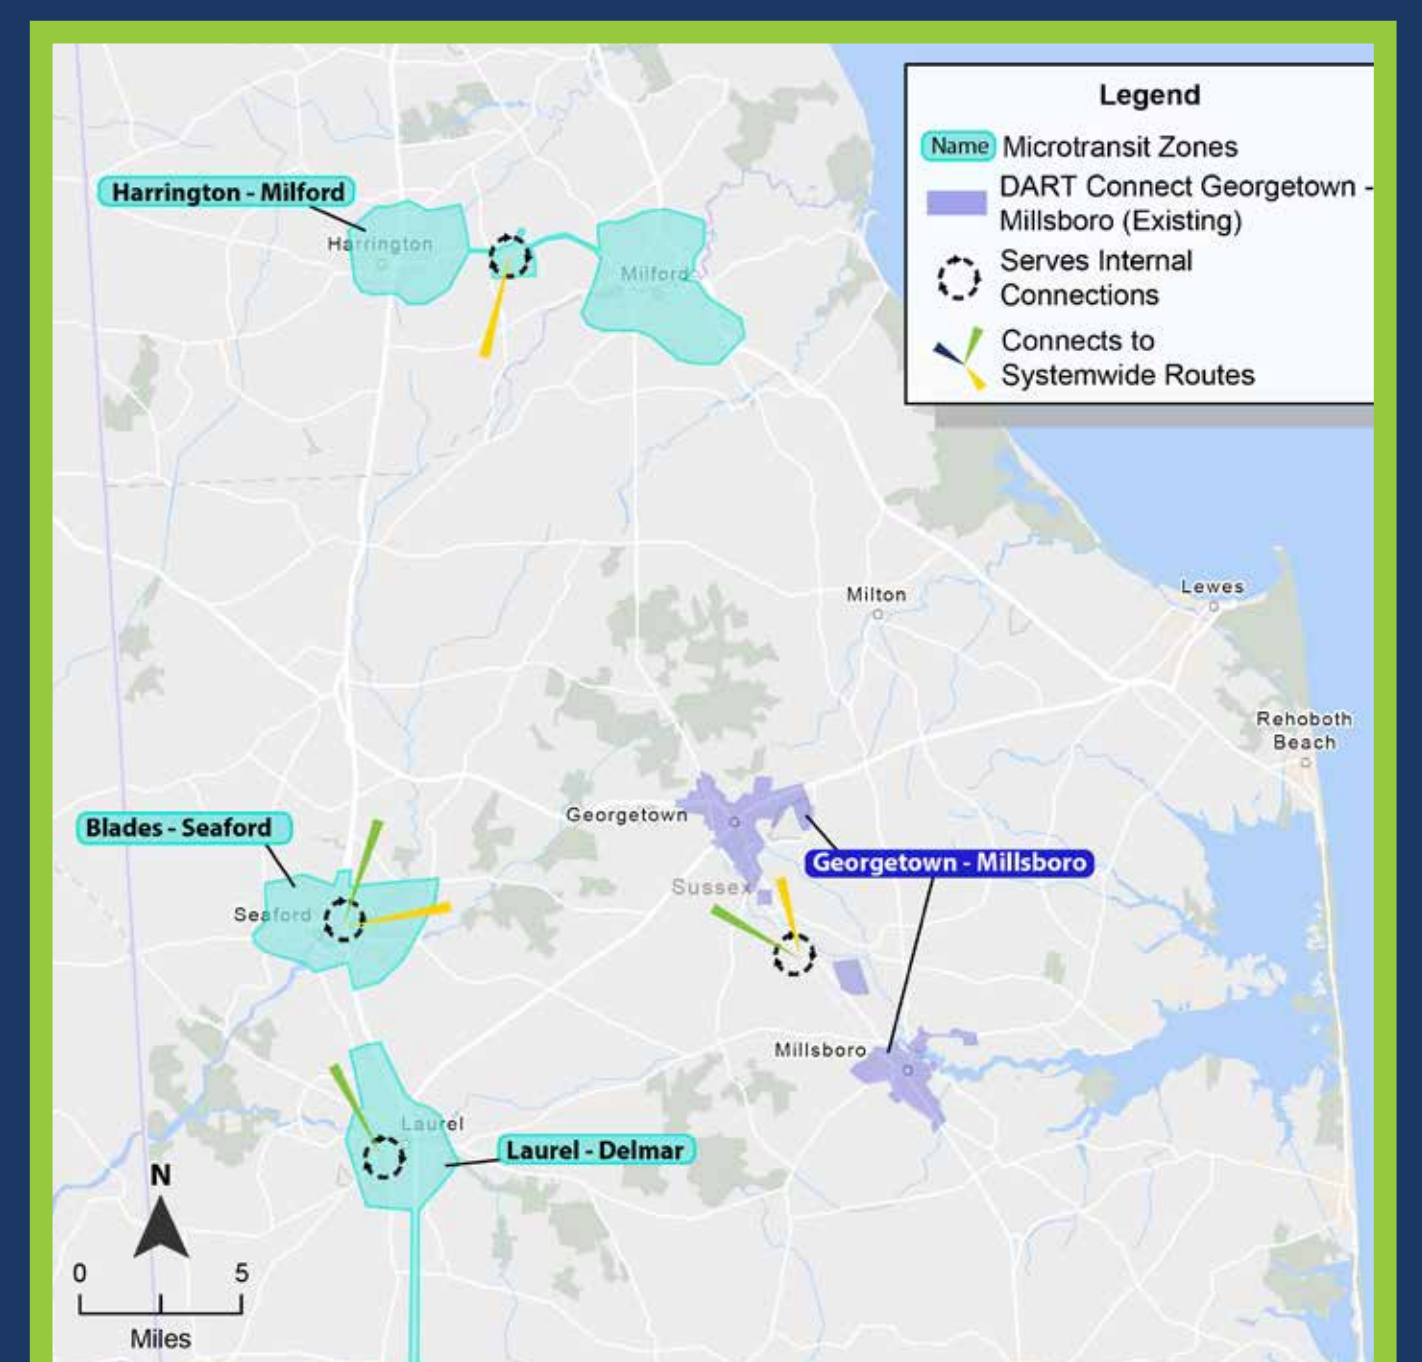 Legend
Name Microtransit Zones
DART Connect Georgetown -
Millsboro (Existing)
Serves Internal
Connections
Connects to
Systemwide Routes
Harrington - Milford
Harrington
Milford
Milton
Lewes
Rehoboth
Beach
Georgetown
Blades - Seaford
Georgetown - Millsboro
Sussex
Seaford
Millsboro
Laurel
Laurel - Delmar
N
0 5
Miles